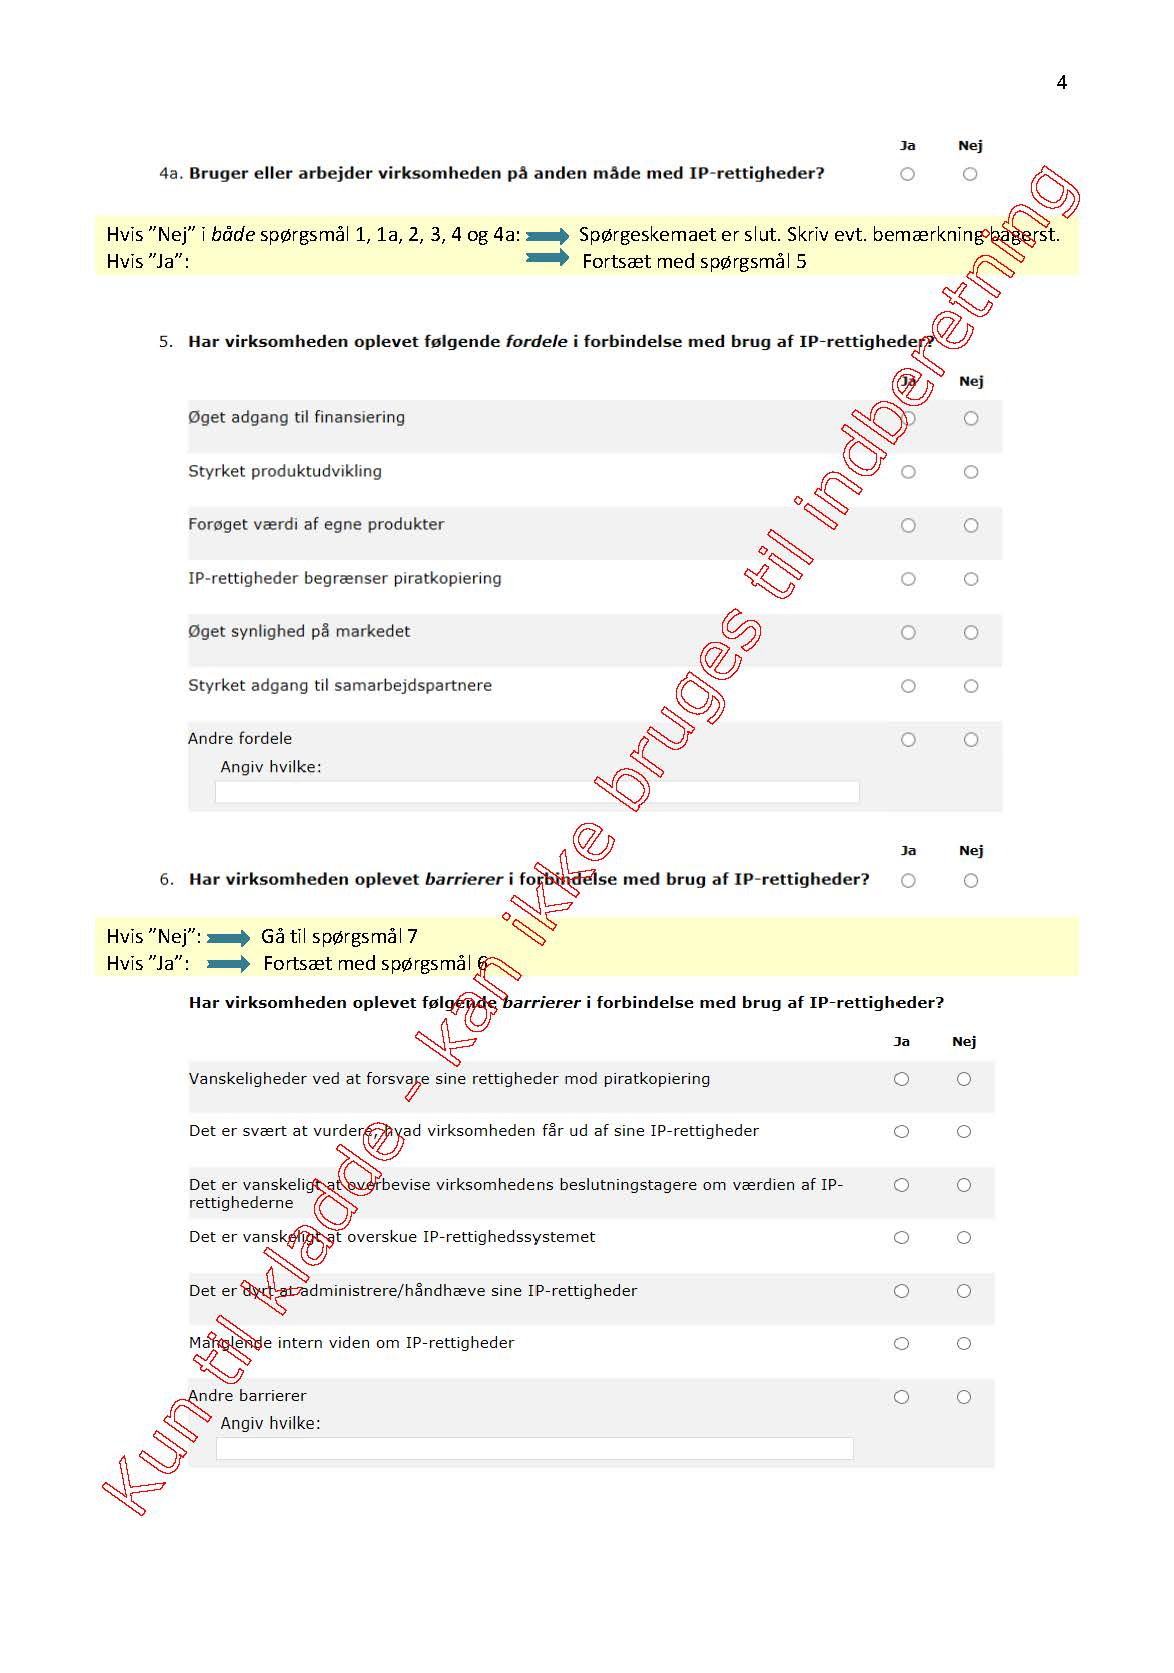 4
Ja Nej
4a. Bruger eller arbejder virksomheden på anden måde med IP-rettigheder?
Hvis ”Nej” i både spørgsmål 1, 1a, 2, 3, 4 og 4a: Spørgeskemaet er slut. Skriv evt. bemærkning bagerst.
Hvis ”Ja”: Fortsæt med spørgsmål 5
5. Har virksomheden oplevet følgende fordele i forbindelse med brug af IP-rettigheder?
Ja Nej
Øget adgang til finansiering
Styrket produktudvikling
Forøget værdi af egne produkter
IP-rettigheder begrænser piratkopiering
Øget synlighed på markedet
Styrket adgang til samarbejdspartnere
Andre fordele
Angiv hvilke:
Ja Nej
6. Har virksomheden oplevet barrierer i forbindelse med brug af IP-rettigheder?
Hvis ”Nej”: Gå til spørgsmål 7
Hvis ”Ja”: Fortsæt med spørgsmål 6
Har virksomheden oplevet følgende barrierer i forbindelse med brug af IP-rettigheder?
Ja Nej
Vanskeligheder ved at forsvare sine rettigheder mod piratkopiering
Det er svært at vurdere, hvad virksomheden får ud af sine IP-rettigheder
Det er vanskeligt at overbevise virksomhedens beslutningstagere om værdien af IP-
rettighederne
Det er vanskeligt at overskue IP-rettighedssystemet
Det er dyrt at administrere/håndhæve sine IP-rettigheder
Manglende intern viden om IP-rettigheder
Andre barrierer
Angiv hvilke:
Kun til kladde - kan ikke bruges til indberetning